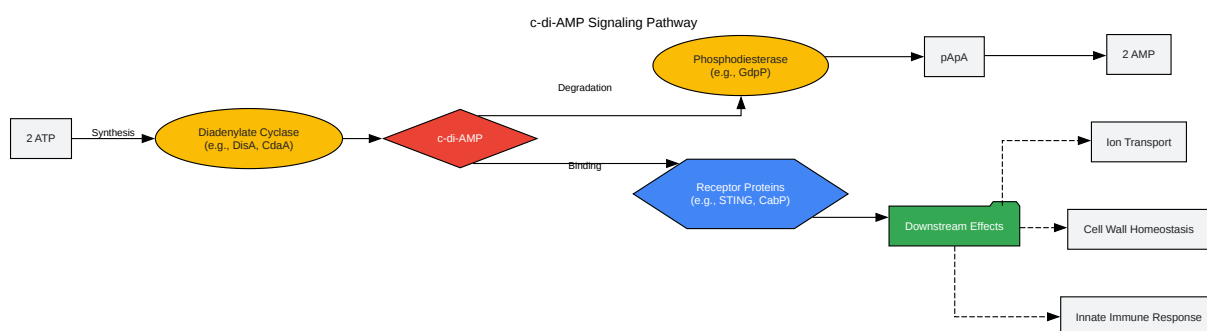 c-di-AMP Signaling Pathway
2 ATP
Synthesis
Diadenylate Cyclase
(e.g., DisA, CdaA)
c-di-AMP
Degradation
Phosphodiesterase
(e.g., GdpP)
pApA
2 AMP
Binding
Receptor Proteins
(e.g., STING, CabP)
Downstream Effects
Ion Transport
Cell Wall Homeostasis
Innate Immune Response